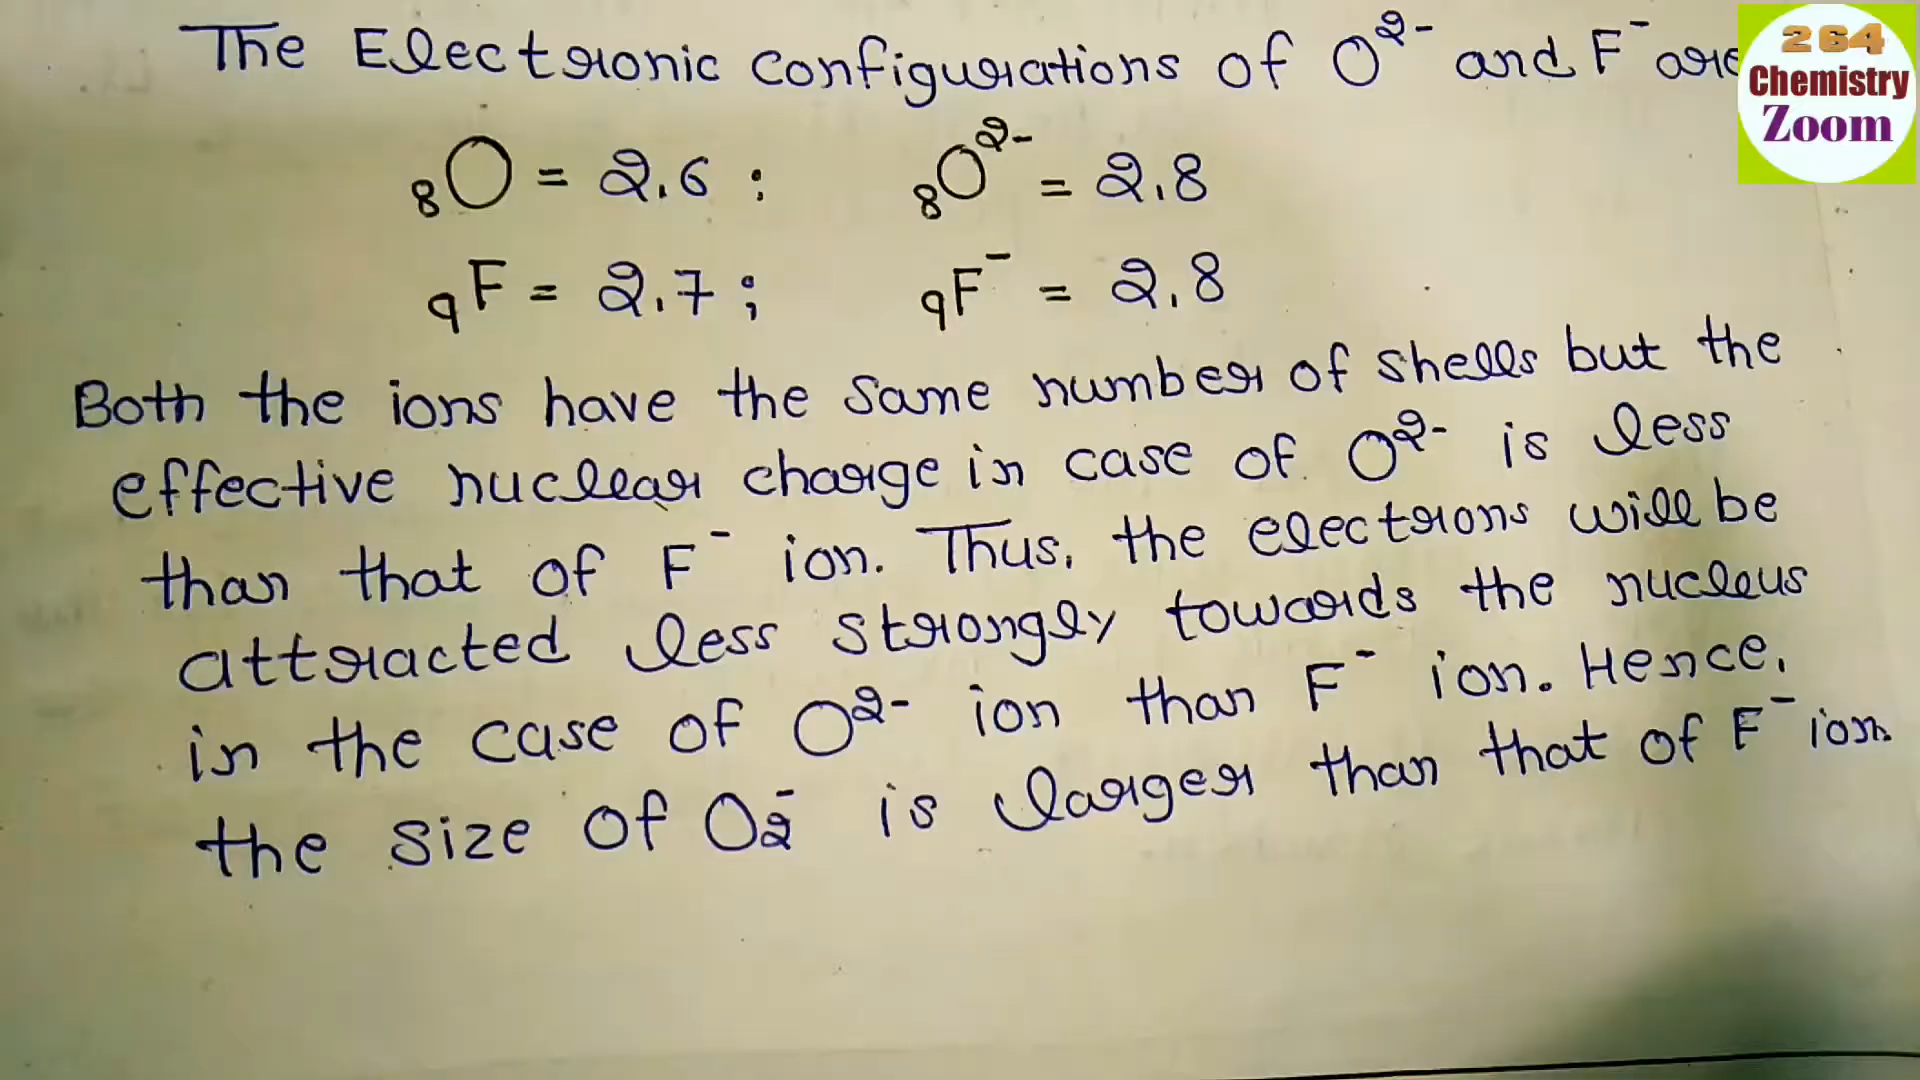 The Electronic configurations of O²⁻ and F⁻ are
₈O = 2.6 : ₈O²⁻ = 2.8
₉F = 2.7 ; ₉F⁻ = 2.8
Both the ions have the same number of shells but the
effective nuclear charge in case of O²⁻ is less
than that of F⁻ ion. Thus, the electrons will be
attracted less strongly towards the nucleus
in the case of O²⁻ ion than F⁻ ion. Hence,
the size of O₂⁻ is larger than that of F⁻ ion.
264
Chemistry
Zoom